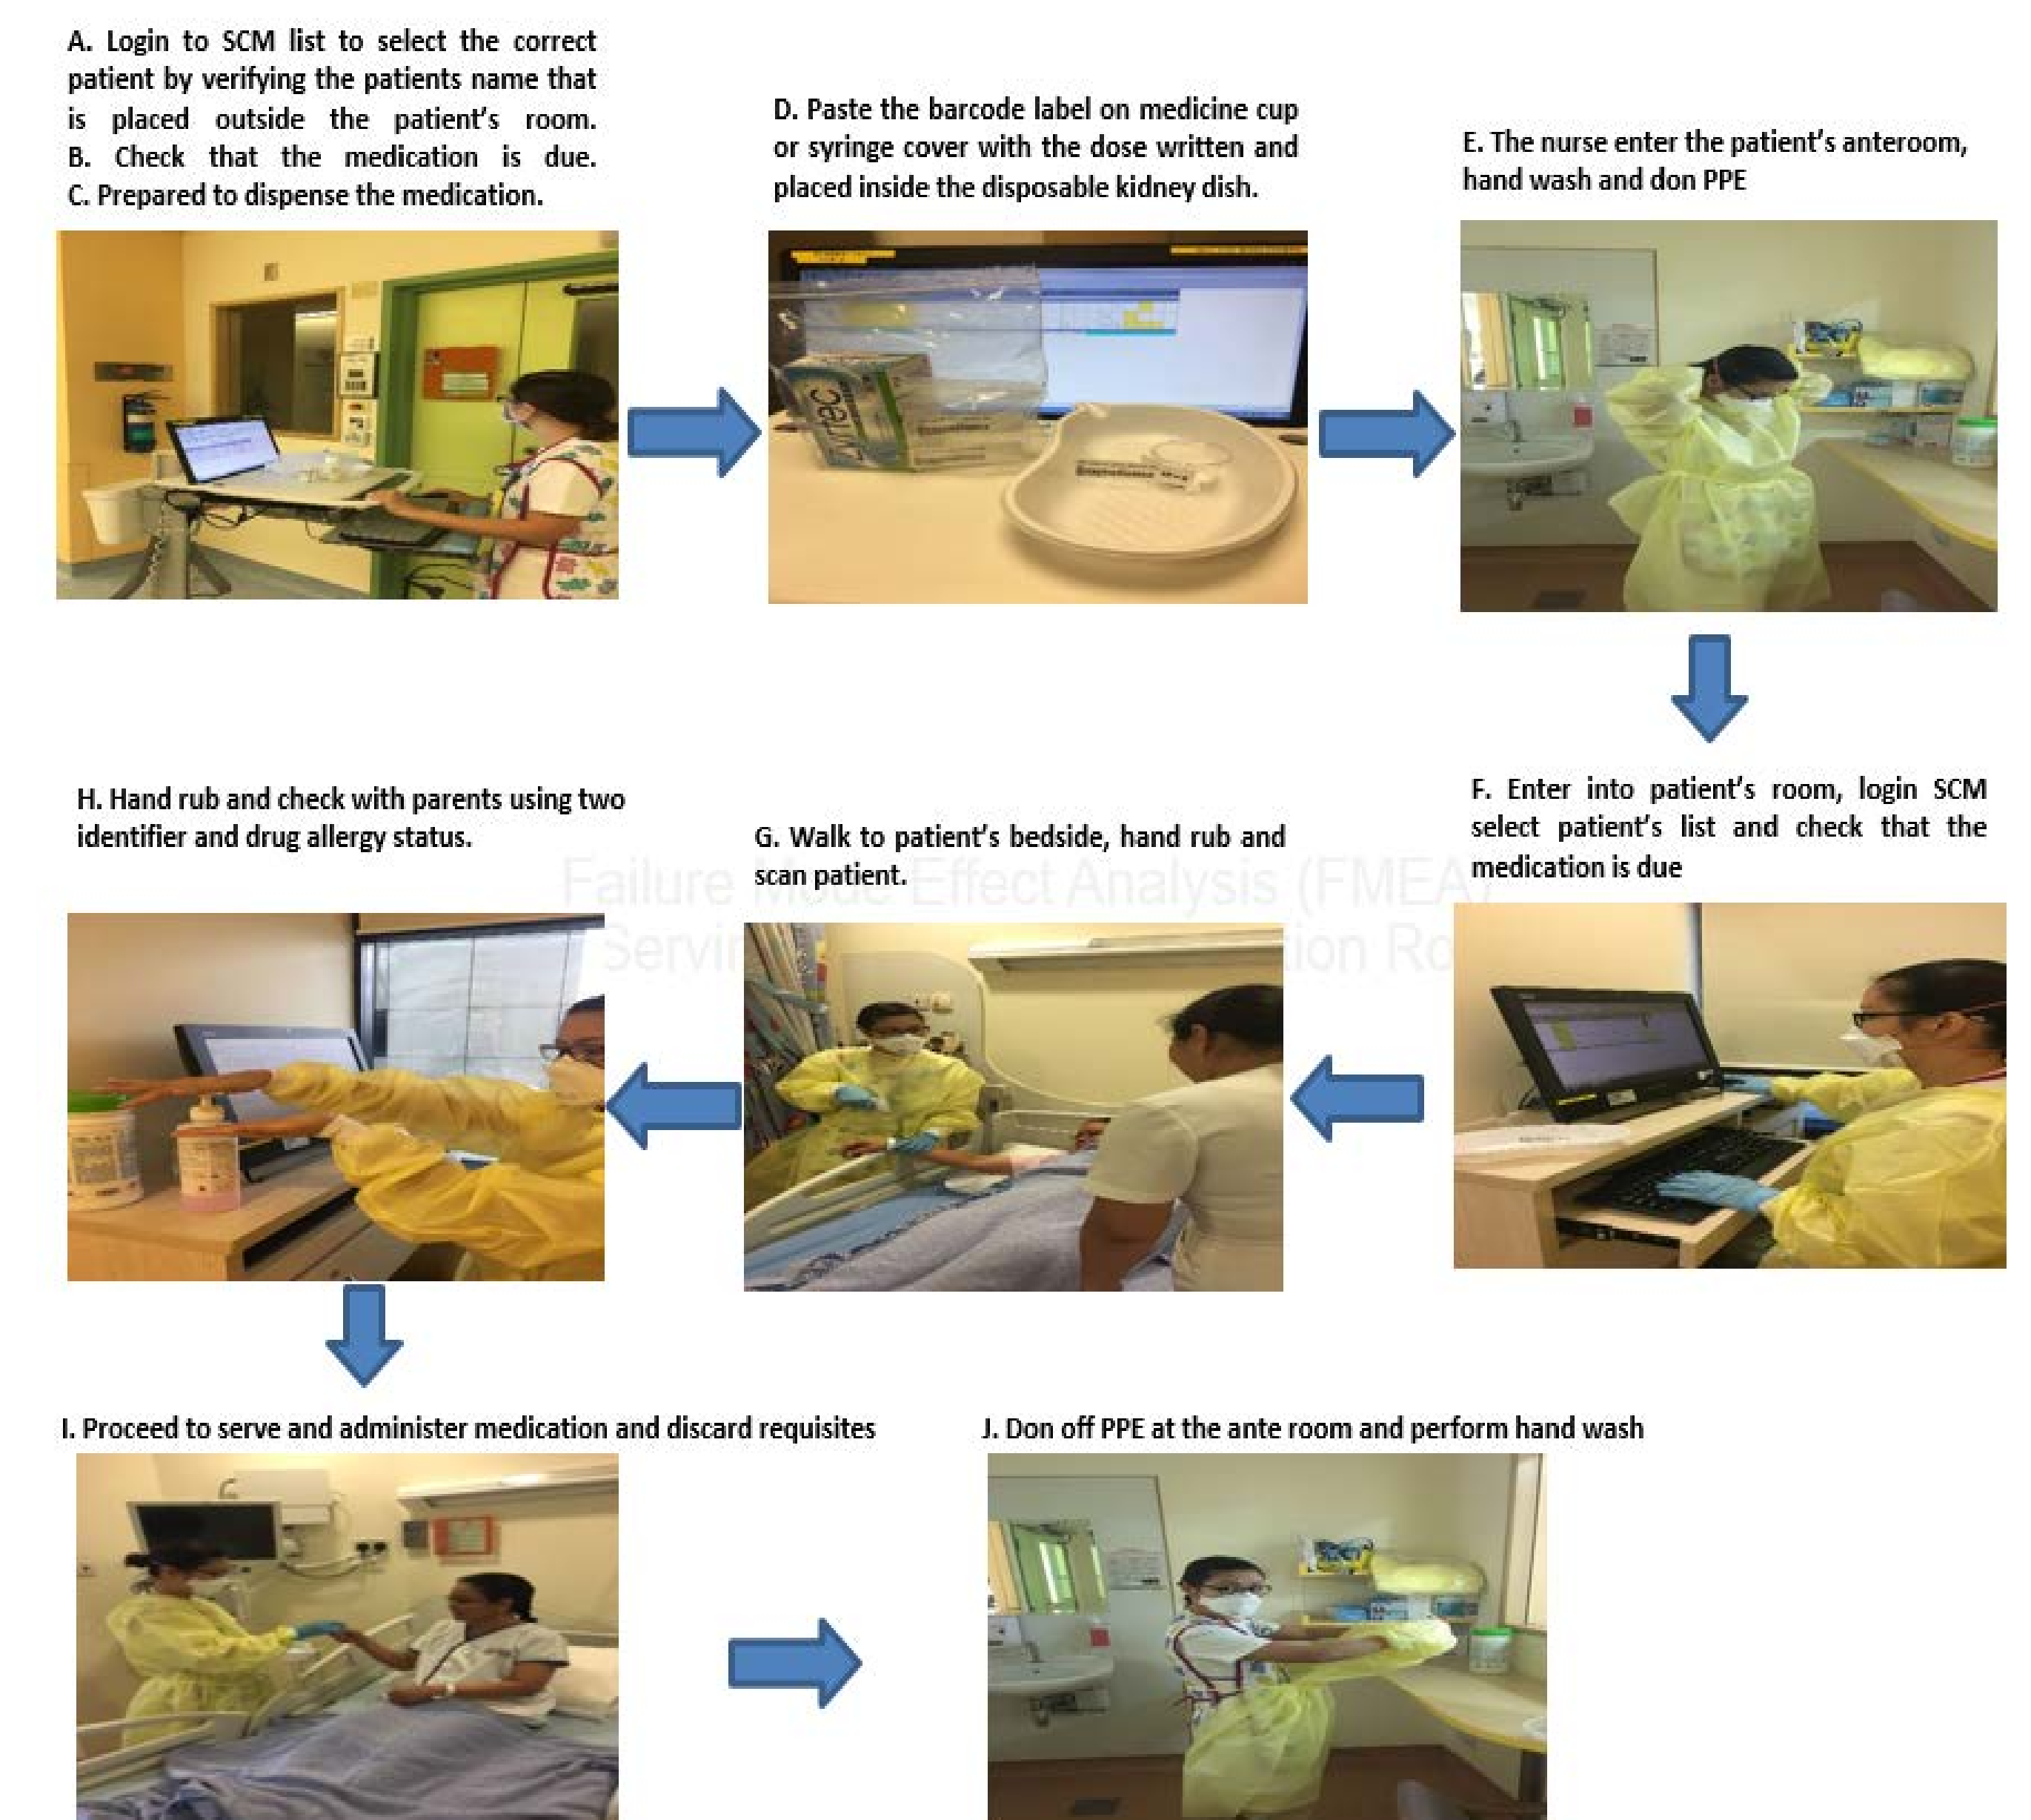 A. Login to SCM list to select the correct
patient by verifying the patients name that
is placed outside the patient's room.
B. Check that the medication is due.
C. Prepared to dispense the medication.
D. Paste the barcode label on medicine cup
or syringe cover with the dose written and
placed inside the disposable kidney dish.
E. The nurse enter the patient's anteroom,
hand wash and don PPE
F. Enter into patient's room, login SCM
select patient's list and check that the
medication is due
G. Walk to patient's bedside, hand rub and
scan patient.
H. Hand rub and check with parents using two
identifier and drug allergy status.
Failure Mode Effect Analysis (FMEA)
I. Proceed to serve and administer medication and discard requisites
J. Don off PPE at the ante room and perform hand wash